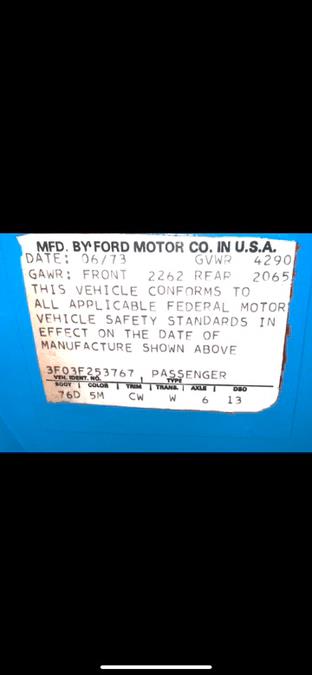 MFD. BY FORD MOTOR CO. IN U.S.A.
DATE: 06/73 GVWR 4290
GAWR: FRONT 2262 REAR 2065
THIS VEHICLE CONFORMS TO
ALL APPLICABLE FEDERAL MOTOR
VEHICLE SAFETY STANDARDS IN
EFFECT ON THE DATE OF
MANUFACTURE SHOWN ABOVE
3F03F253767 PASSENGER
VEH. IDENT. NO. TYPE
BODY COLOR TRIM TRANS. AXLE DSO
76D 5M CW W 6 13